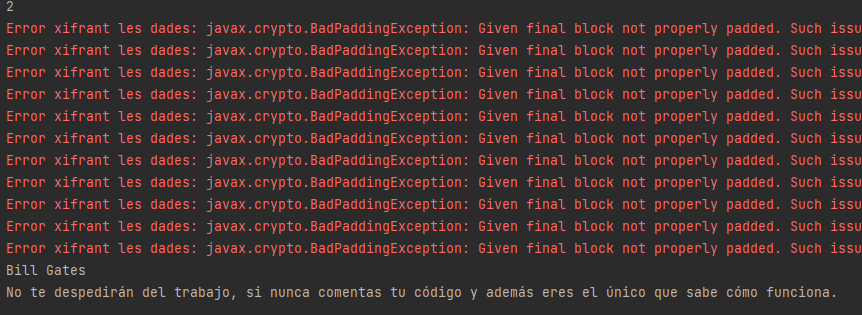 2
Error xifrant les dades: javax.crypto.BadPaddingException: Given final block not properly padded. Such issu
Error xifrant les dades: javax.crypto.BadPaddingException: Given final block not properly padded. Such issu
Error xifrant les dades: javax.crypto.BadPaddingException: Given final block not properly padded. Such issu
Error xifrant les dades: javax.crypto.BadPaddingException: Given final block not properly padded. Such issu
Error xifrant les dades: javax.crypto.BadPaddingException: Given final block not properly padded. Such issu
Error xifrant les dades: javax.crypto.BadPaddingException: Given final block not properly padded. Such issu
Error xifrant les dades: javax.crypto.BadPaddingException: Given final block not properly padded. Such issu
Error xifrant les dades: javax.crypto.BadPaddingException: Given final block not properly padded. Such issu
Error xifrant les dades: javax.crypto.BadPaddingException: Given final block not properly padded. Such issu
Error xifrant les dades: javax.crypto.BadPaddingException: Given final block not properly padded. Such issu
Error xifrant les dades: javax.crypto.BadPaddingException: Given final block not properly padded. Such issu
Bill Gates
No te despedirán del trabajo, si nunca comentas tu código y además eres el único que sabe cómo funciona.